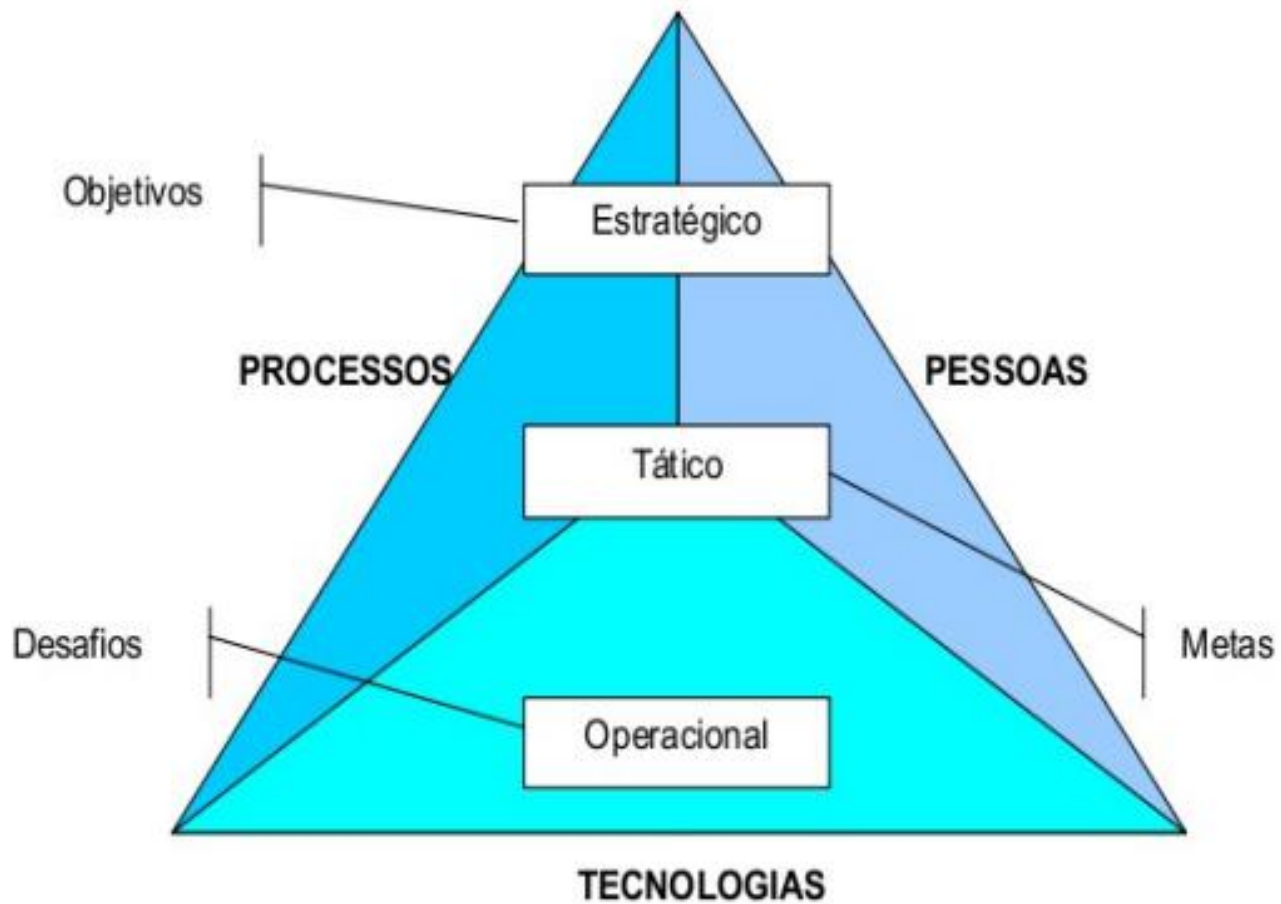 Objetivos
Estratégico
PROCESSOS
PESSOAS
Tático
Desafios
Metas
Operacional
TECNOLOGIAS